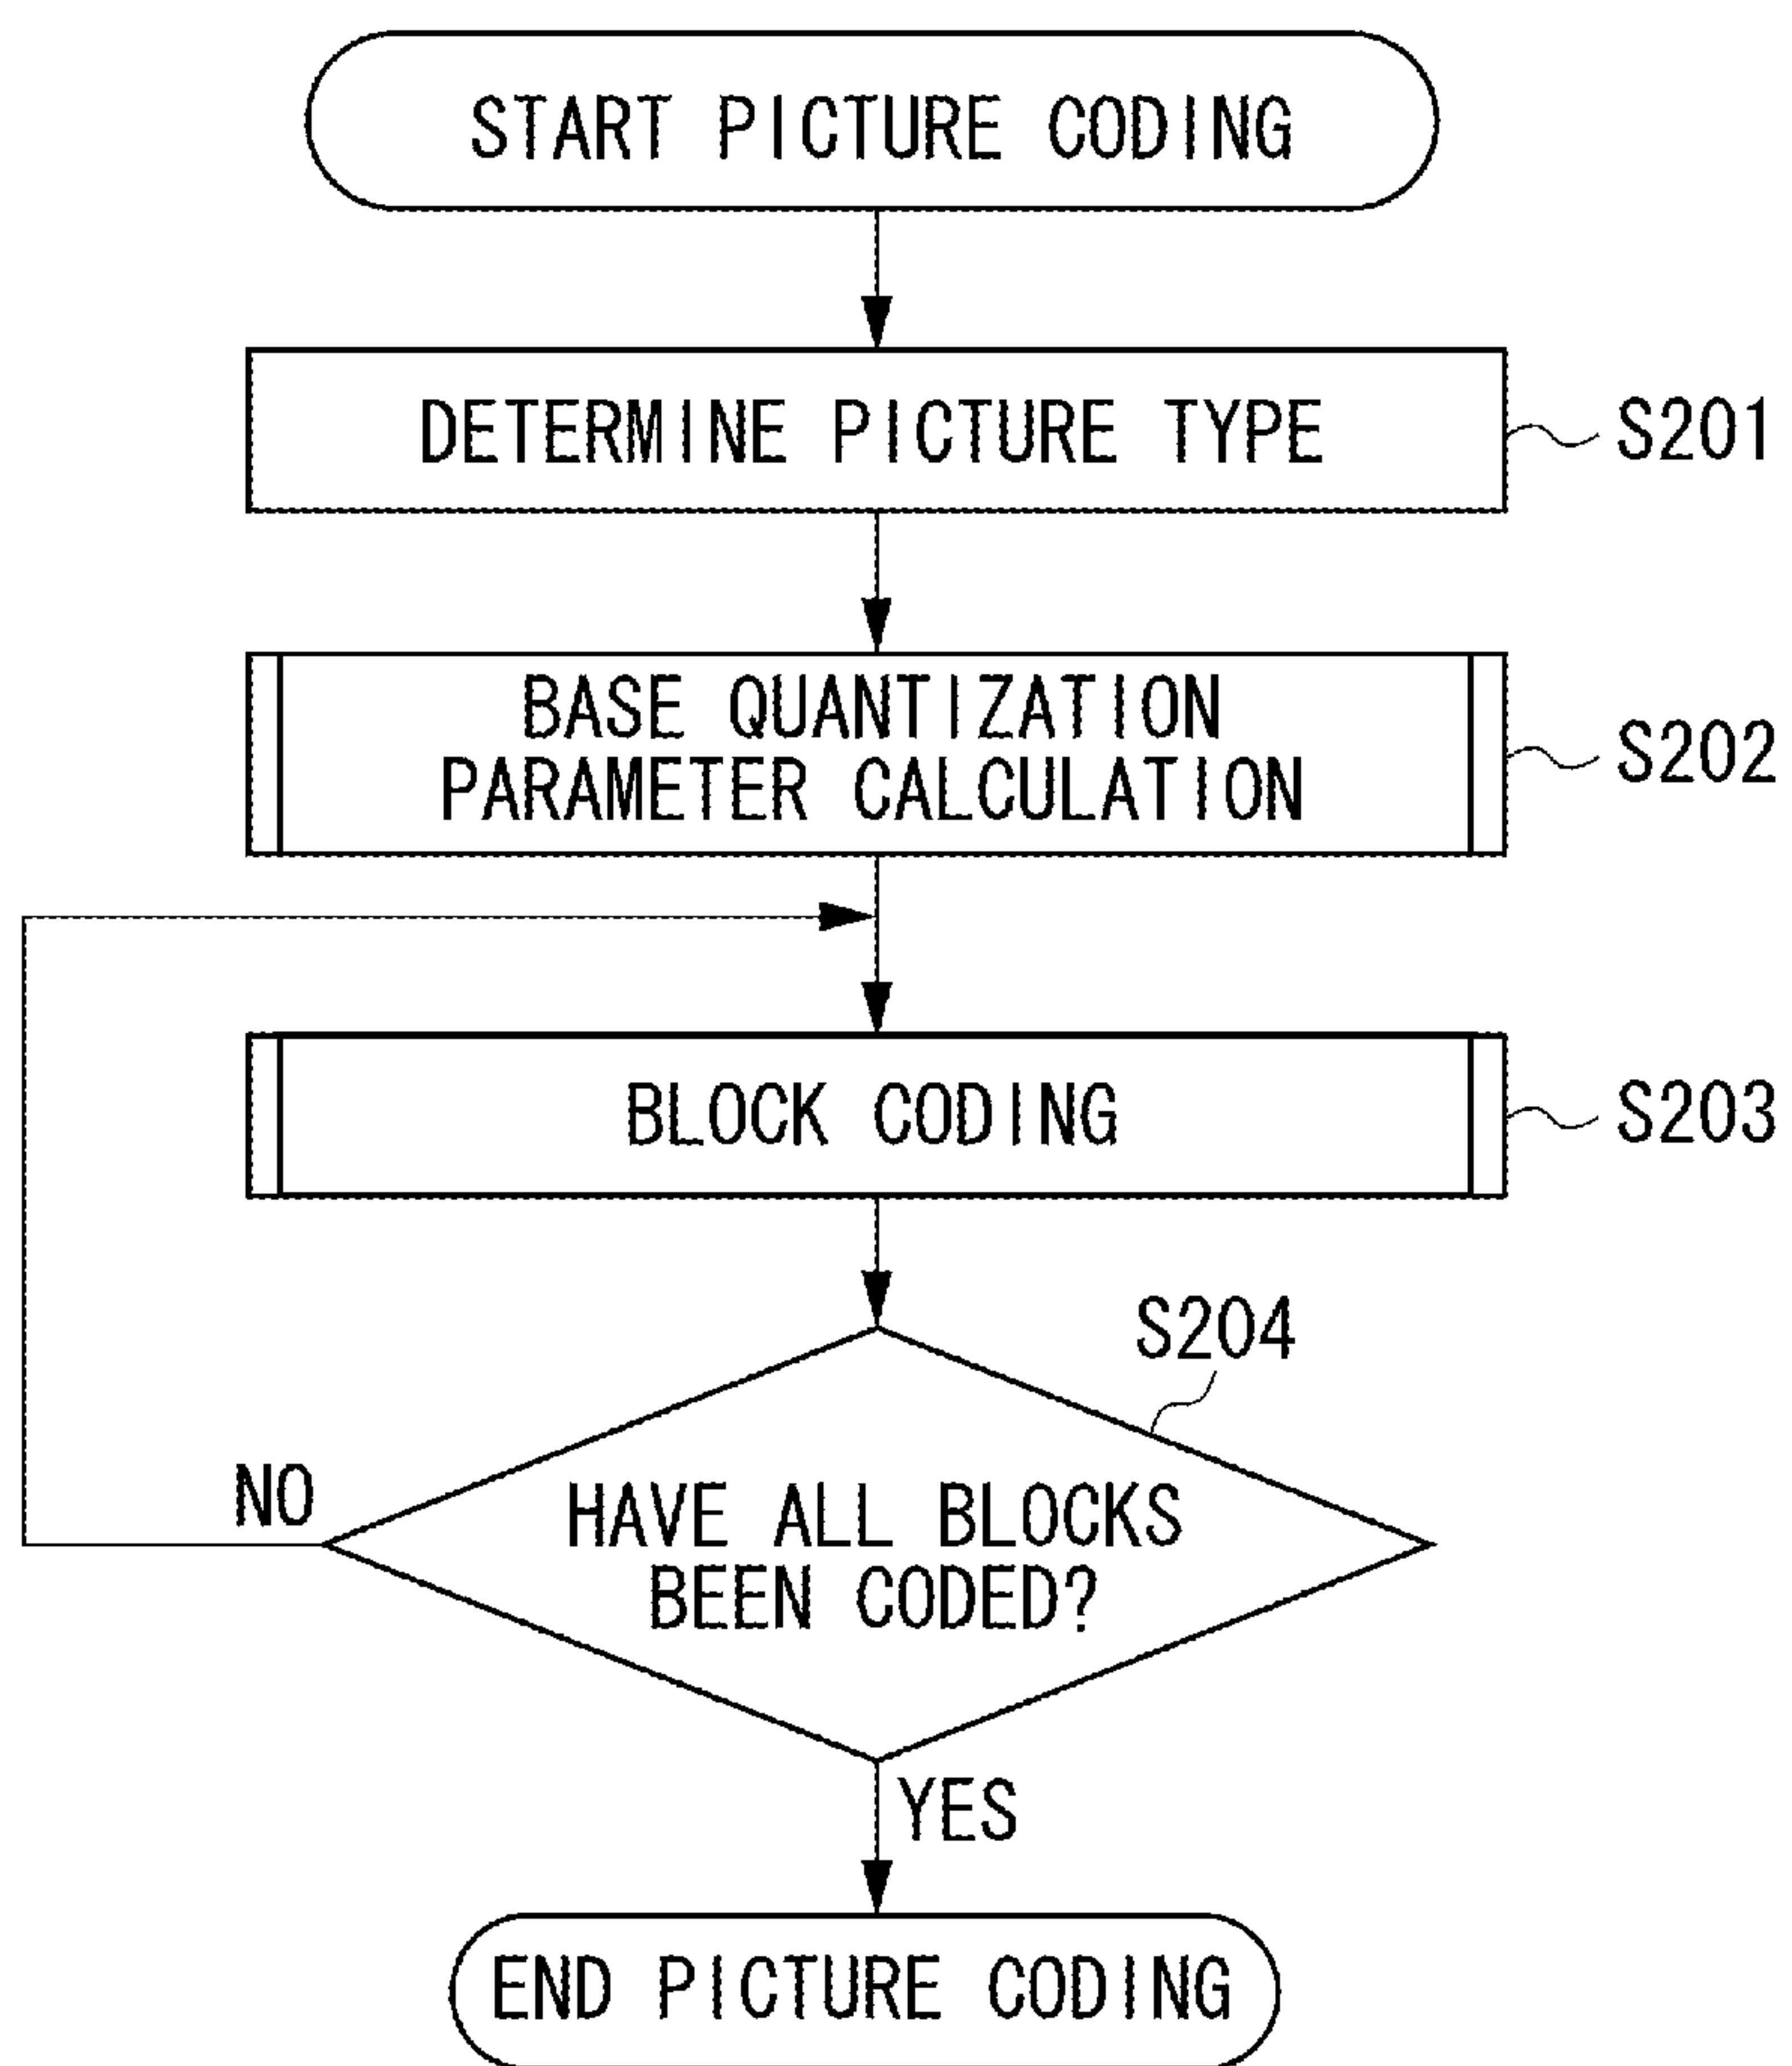 START PICTURE CODING
DETERMINE PICTURE TYPE
S201
BASE QUANTIZATION
PARAMETER CALCULATION
S202
BLOCK CODING
S203
S204
HAVE ALL BLOCKS
BEEN CODED?
NO
YES
END PICTURE CODING